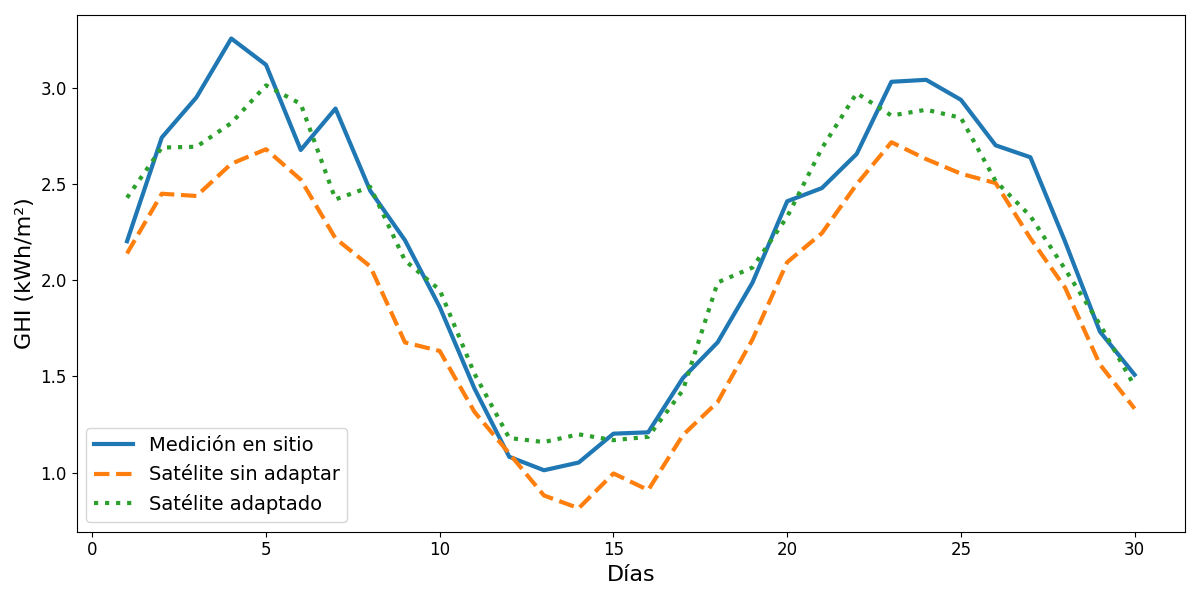 GHI (kWh/m²)
3.0
2.5
2.0
1.5
1.0
Medición en sitio
Satélite sin adaptar
Satélite adaptado
0 5 10 15 20 25 30
Días